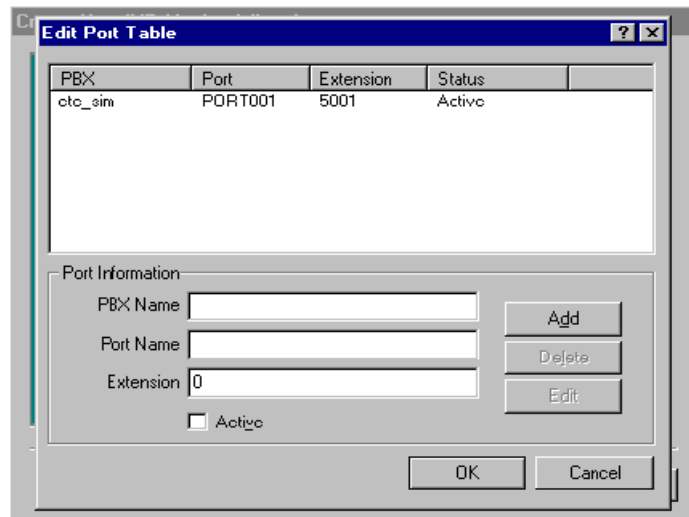 Edit Port Table
PBX Port Extension Status
ctc_sim PORT001 5001 Active
Port Information
PBX Name
Port Name
Extension 0
Active
Add
Delete
Edit
OK Cancel